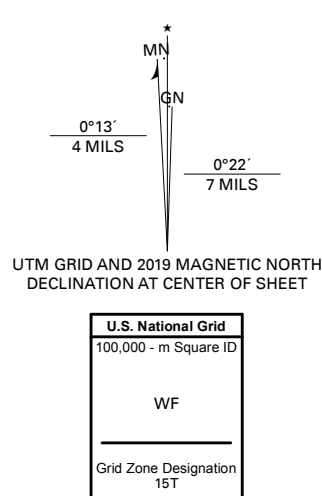 MN
GN
0°13´
4 MILS
0°22´
7 MILS
UTM GRID AND 2019 MAGNETIC NORTH
DECLINATION AT CENTER OF SHEET
U.S. National Grid
100,000 - m Square ID
WF
Grid Zone Designation
15T